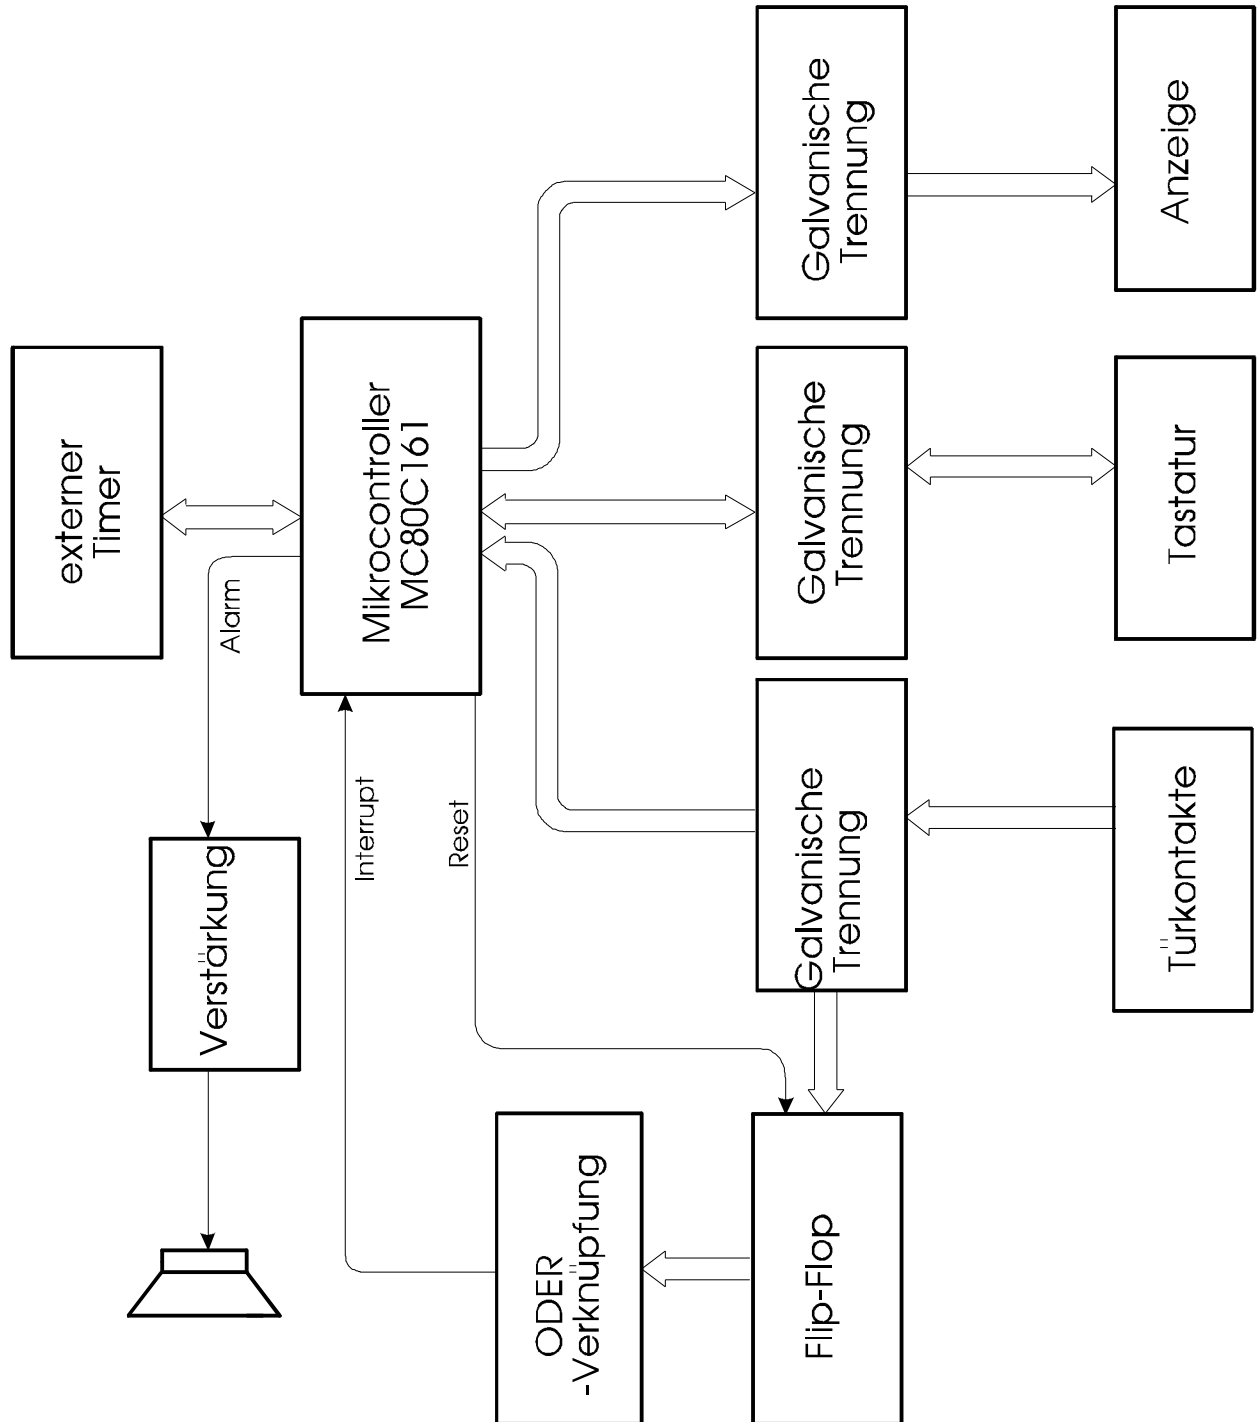 externer
Timer
Alarm
Mikrocontroller
MC80C161
Interrupt
Reset
Verstärkung
Galvanische
Trennung
Anzeige
Galvanische
Trennung
Tastatur
Galvanische
Trennung
Türkontakte
ODER
-Verknüpfung
Flip-Flop